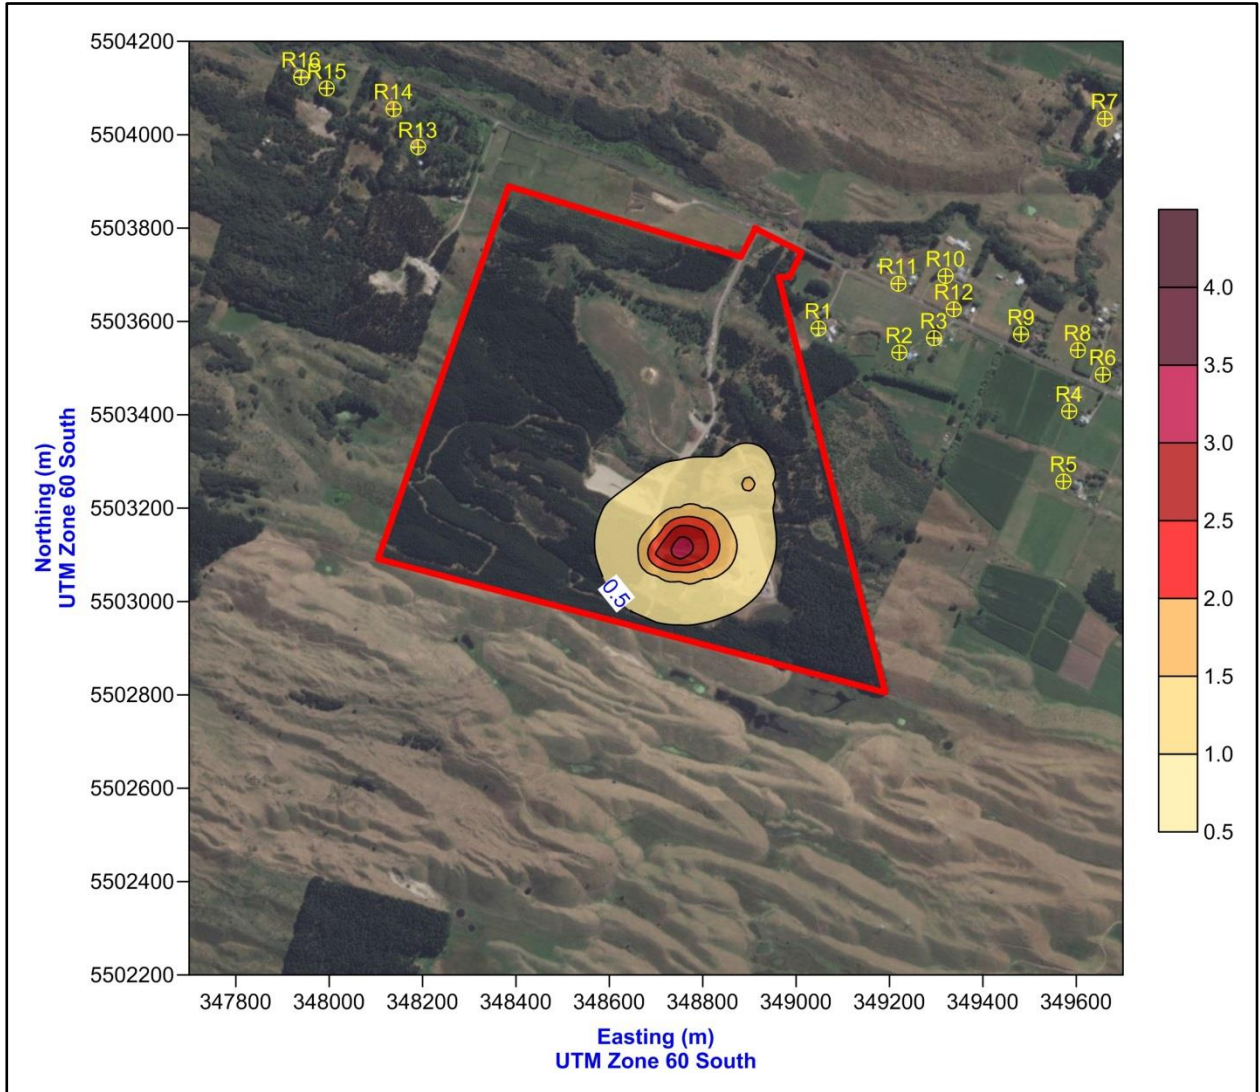 5504200
5504000
5503800
5503600
5503400
5503200
5503000
5502800
5502600
5502400
5502200
Northing (m)
UTM Zone 60 South
R16
R15
R14
R13
R7
R11
R10
R12
R1
R2
R3
R9
R8
R6
R4
R5
0.5
4.0
3.5
3.0
2.5
2.0
1.5
1.0
0.5
347800 348000 348200 348400 348600 348800 349000 349200 349400 349600
Easting (m)
UTM Zone 60 South